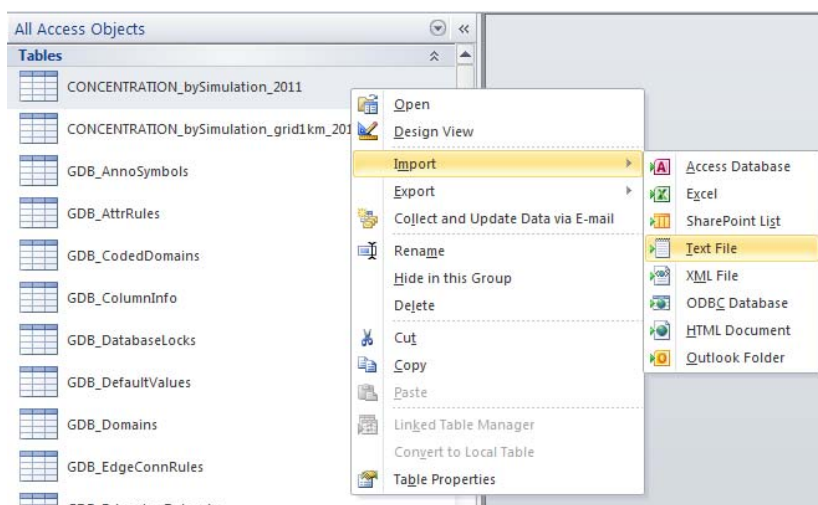 All Access Objects
Tables
CONCENTRATION_bySimulation_2011
CONCENTRATION_bySimulation_grid1km_201
GDB_AnnoSymbols
GDB_AttrRules
GDB_CodedDomains
GDB_ColumnInfo
GDB_DatabaseLocks
GDB_DefaultValues
GDB_Domains
GDB_EdgeConnRules
Open
Design View
Import
Export
Collect and Update Data via E-mail
Rename
Hide in this Group
Delete
Cut
Copy
Paste
Linked Table Manager
Convert to Local Table
Table Properties
Access Database
Excel
SharePoint List
Text File
XML File
ODBC Database
HTML Document
Outlook Folder